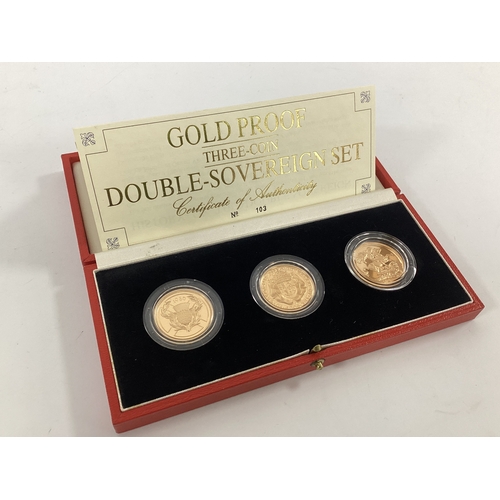 GOLD PROOF
THREE-COIN
DOUBLE-SOVEREIGN SET
Certificate of Authenticity
Nº 103